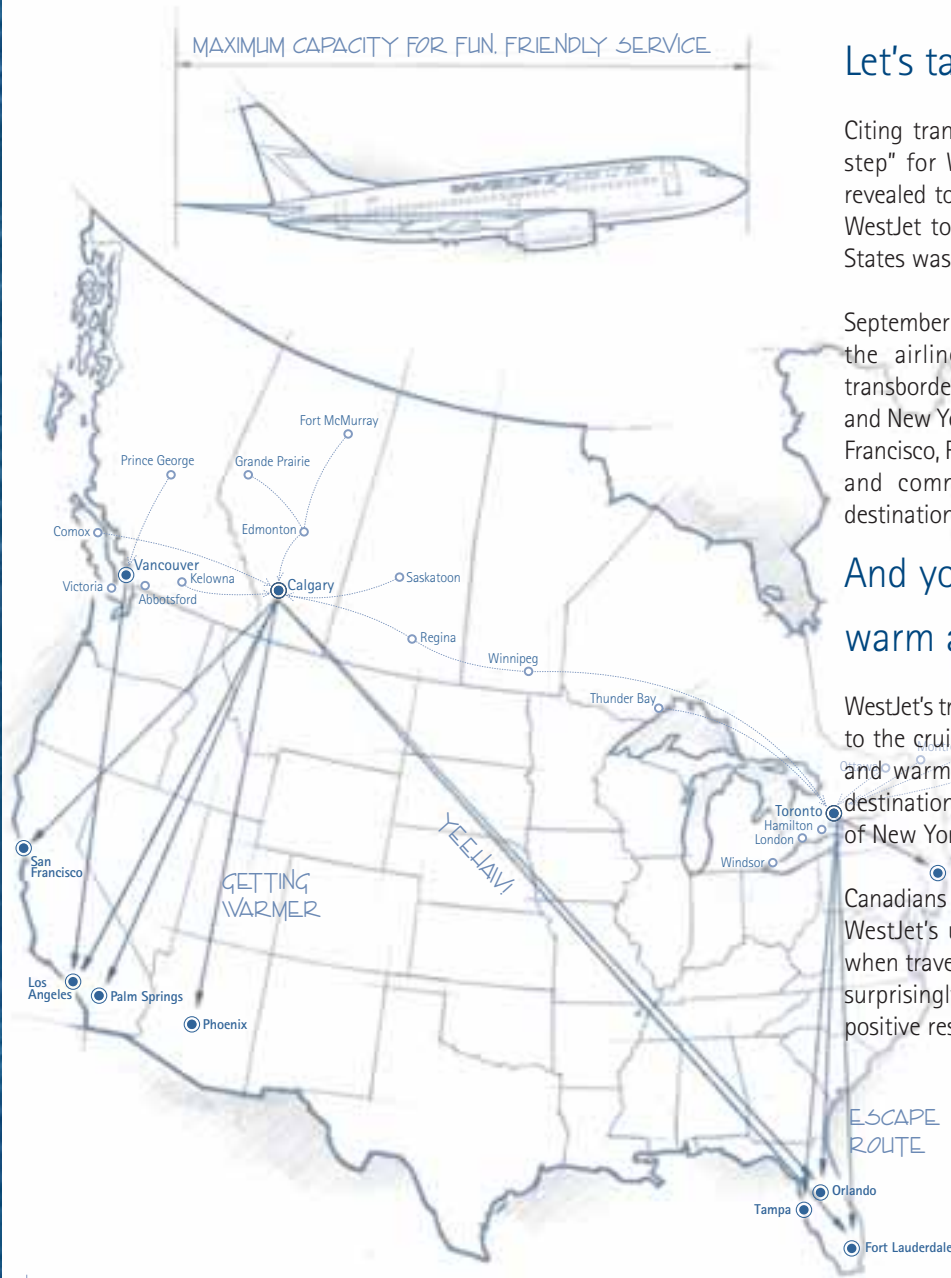 MAXIMUM CAPACITY FOR FUN, FRIENDLY SERVICE
Let's ta
Citing tran
step" for W
revealed to
WestJet to
States was
September
the airline
transborde
and New Yo
Francisco, P
and comm
destination
And yo
warm a
WestJet's tr
to the cruis
and warm
destination
of New Yor
Canadians
WestJet's u
when trave
surprisingl
positive res
Fort McMurray
Prince George
Grande Prairie
Comox
Edmonton
Vancouver
Victoria
Abbotsford
Kelowna
Calgary
Saskatoon
Regina
Winnipeg
Thunder Bay
Toronto
Hamilton
London
Windsor
San
Francisco
GETTING
WARMER
YEEHAW!
Los
Angeles
Palm Springs
Phoenix
ESCAPE
ROUTE
Orlando
Tampa
Fort Lauderdale